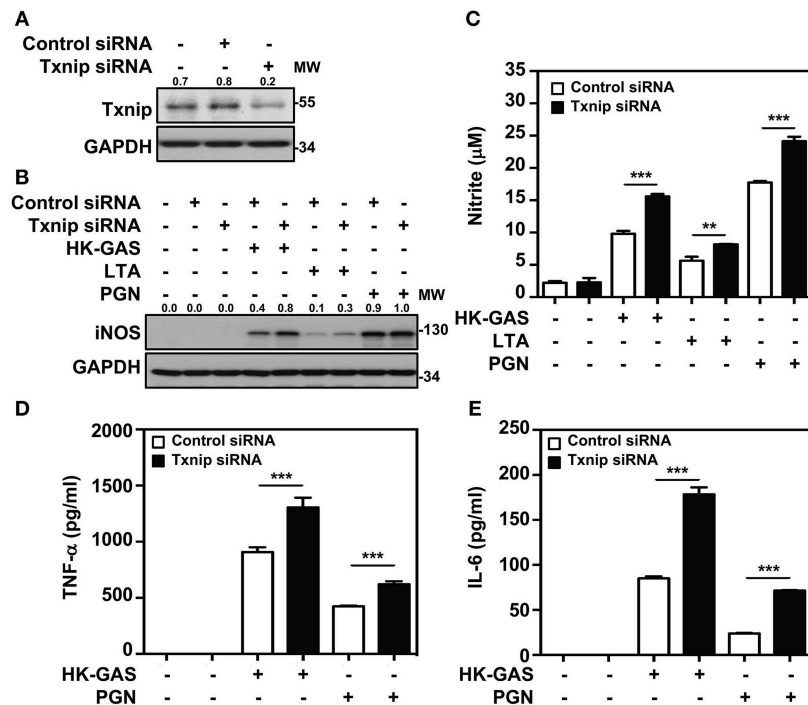 A
Control siRNA - + -
Txnip siRNA - - + MW
0.7 0.8 0.2
Txnip -55
GAPDH -34
B
Control siRNA - + - + - + - + -
Txnip siRNA - - + - + - + - +
HK-GAS - - - + + - - - -
LTA - - - - - + + - -
PGN - - - - - - - + + MW
0.0 0.0 0.0 0.4 0.8 0.1 0.3 0.9 1.0
iNOS -130
GAPDH -34
C
Control siRNA
Txnip siRNA
Nitrite (μM)
35
30
25
20
15
10
5
0
*** ** ***
HK-GAS - - + + - - - -
LTA - - - - + + - -
PGN - - - - - - + +
D
Control siRNA
Txnip siRNA
TNF-α (pg/ml)
2000
1500
1000
500
0
*** ***
HK-GAS - - + + - -
PGN - - - - + +
E
Control siRNA
Txnip siRNA
IL-6 (pg/ml)
250
200
150
100
50
0
*** ***
HK-GAS - - + + - -
PGN - - - - + +